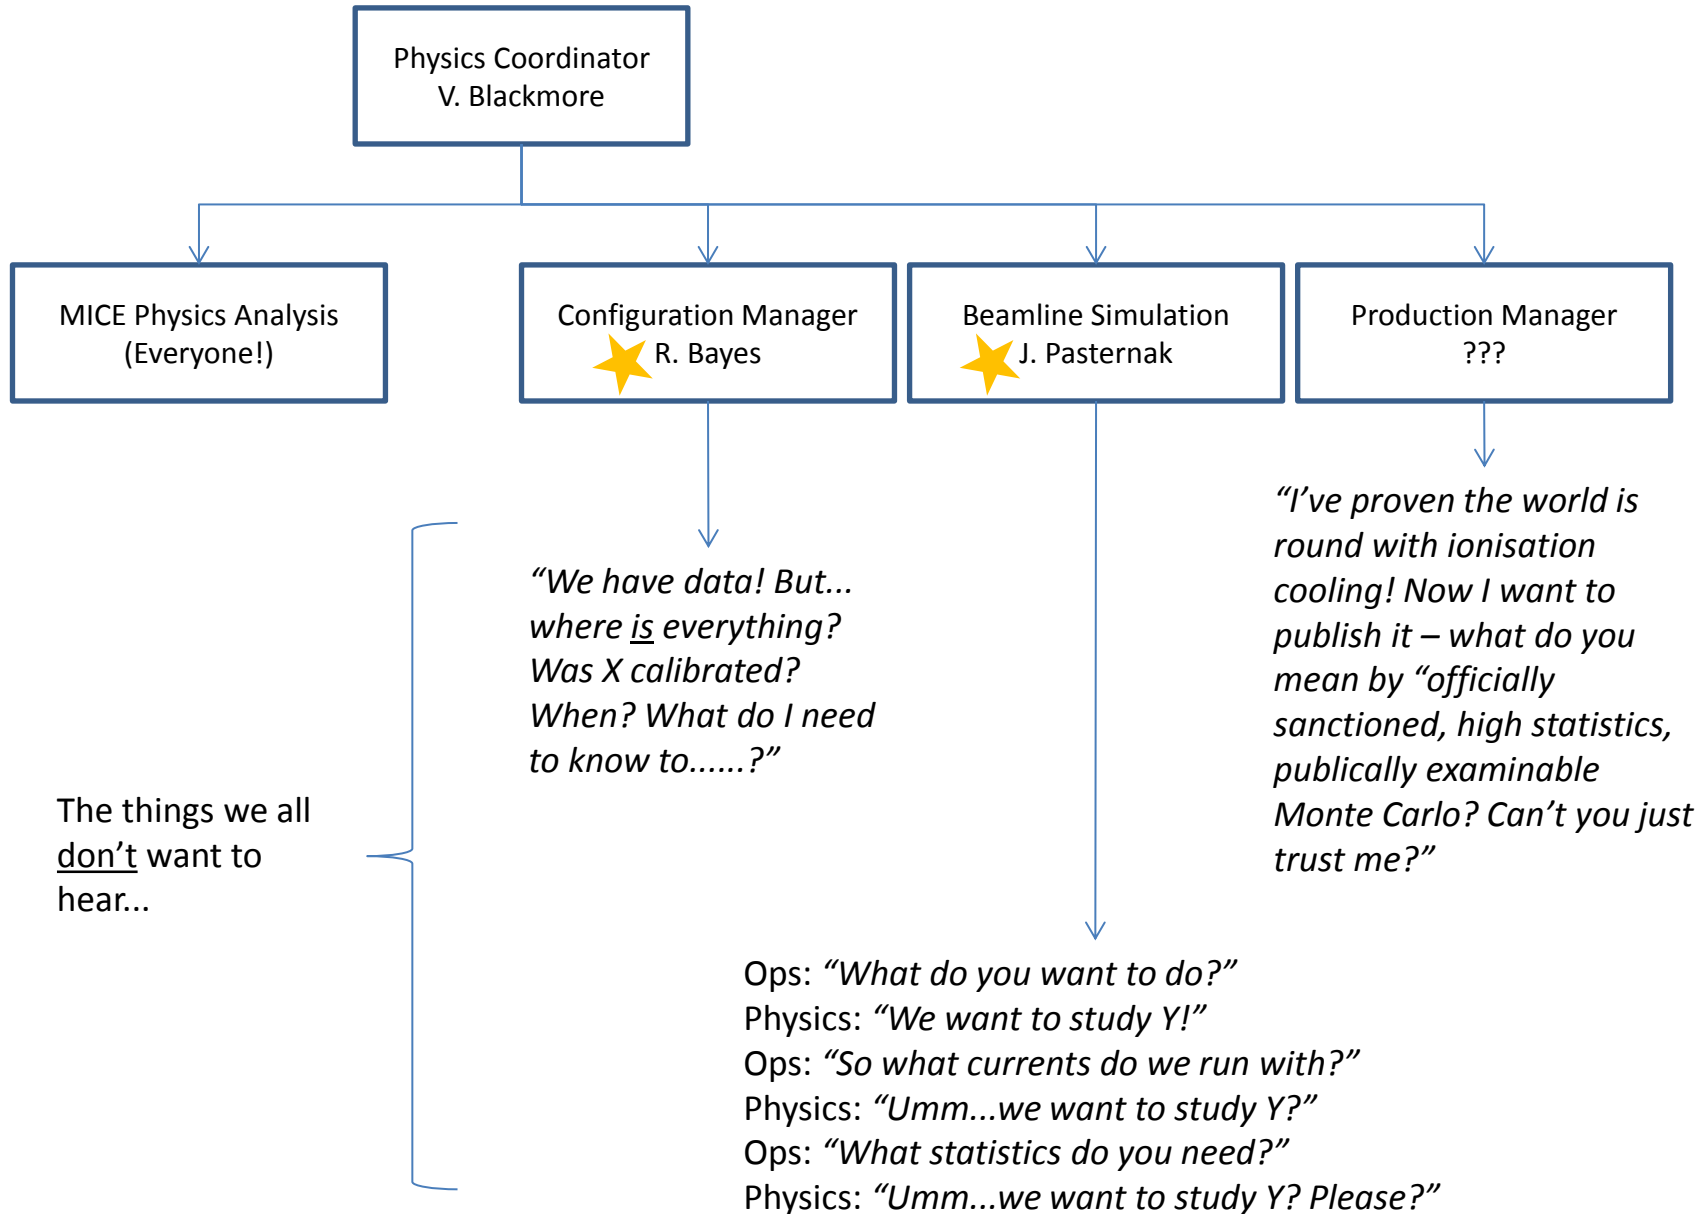 Physics Coordinator
V. Blackmore
MICE Physics Analysis
(Everyone!)
Configuration Manager
R. Bayes
Beamline Simulation
J. Pasternak
Production Manager
???
“We have data! But...
where is everything?
Was X calibrated?
When? What do I need
to know to......?”
“I’ve proven the world is
round with ionisation
cooling! Now I want to
publish it – what do you
mean by “officially
sanctioned, high statistics,
publically examinable
Monte Carlo? Can’t you just
trust me?”
The things we all
don’t want to
hear...
Ops: “What do you want to do?”
Physics: “We want to study Y!”
Ops: “So what currents do we run with?”
Physics: “Umm...we want to study Y?”
Ops: “What statistics do you need?”
Physics: “Umm...we want to study Y? Please?”